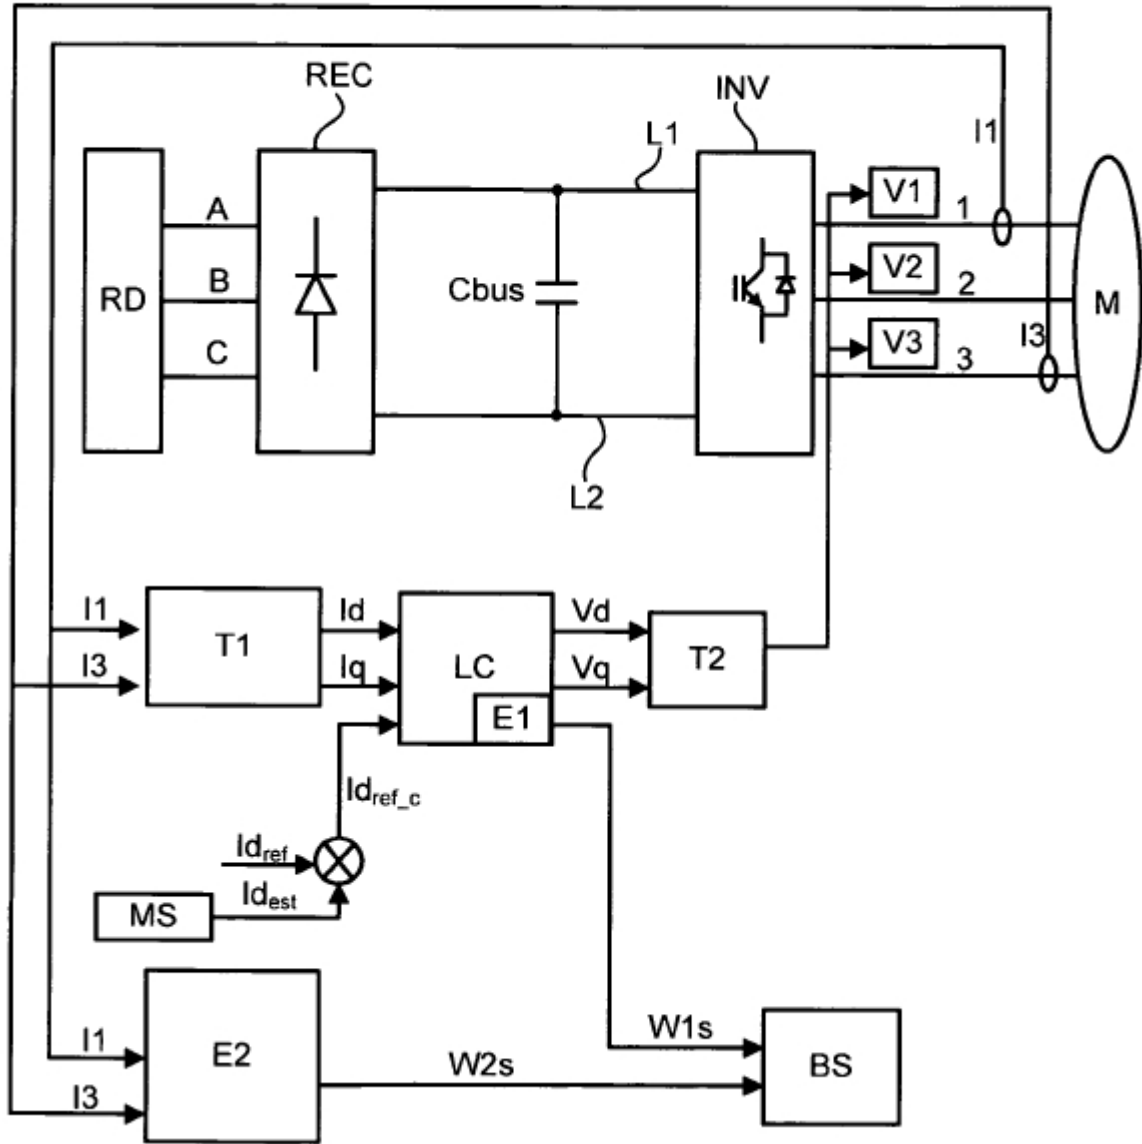 REC
INV
L1
I1
V1
A
1
RD
B
Cbus
V2
2
M
C
V3
I3
3
L2
I1
Id
Vd
T1
LC
T2
I3
Iq
Vq
E1
Idref_c
Idref
Idest
MS
I1
E2
W1s
BS
W2s
I3